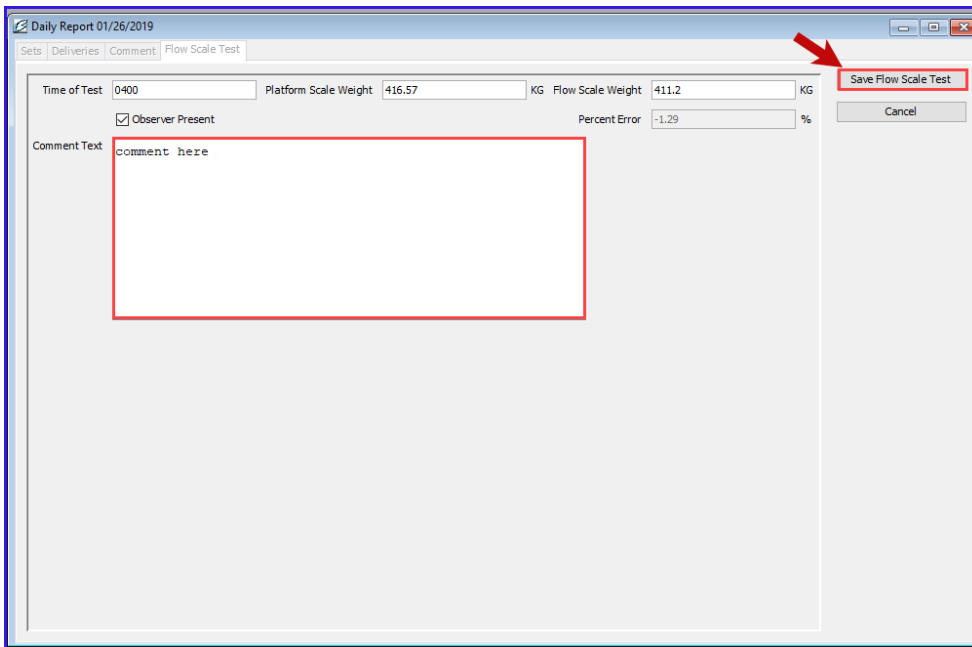 Daily Report 01/26/2019
Sets Deliveries Comment Flow Scale Test
Time of Test 0400 Platform Scale Weight 416.57 KG Flow Scale Weight 411.2 KG Save Flow Scale Test
Observer Present Percent Error -1.29 % Cancel
Comment Text comment here